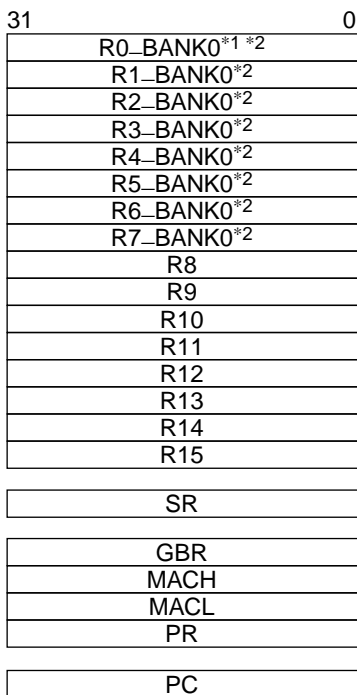 31 0
R0_BANK0*1 *2
R1_BANK0*2
R2_BANK0*2
R3_BANK0*2
R4_BANK0*2
R5_BANK0*2
R6_BANK0*2
R7_BANK0*2
R8
R9
R10
R11
R12
R13
R14
R15
SR
GBR
MACH
MACL
PR
PC